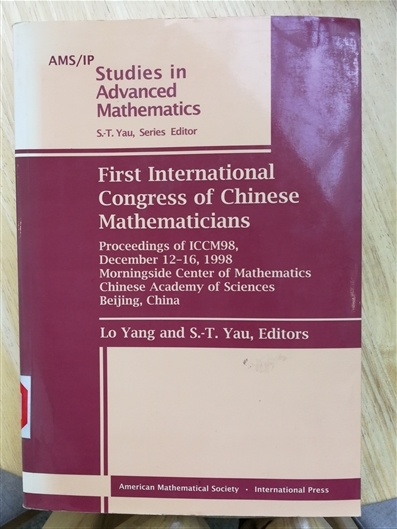 AMS/IP
Studies in
Advanced
Mathematics
S.-T. Yau, Series Editor
First International
Congress of Chinese
Mathematicians
Proceedings of ICCM98,
December 12–16, 1998
Morningside Center of Mathematics
Chinese Academy of Sciences
Beijing, China
Lo Yang and S.-T. Yau, Editors
American Mathematical Society · International Press